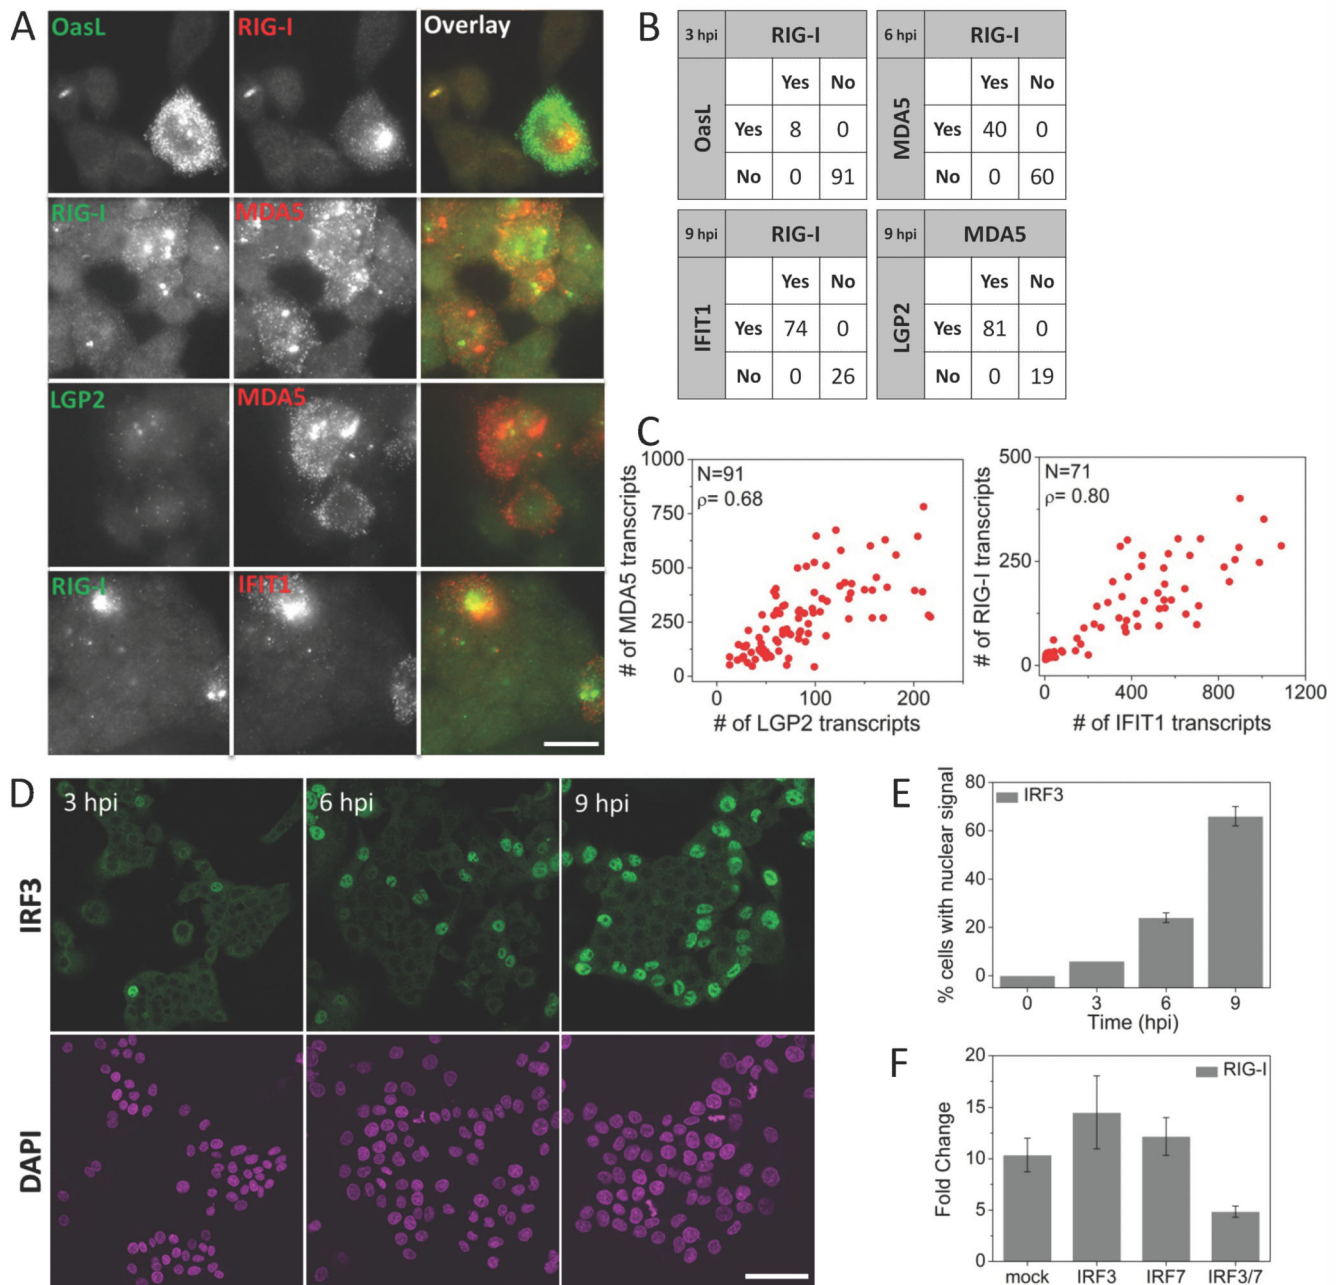 A
OasL
RIG-I
Overlay
RIG-I
MDA5
LGP2
MDA5
RIG-I
IFIT1
B
3 hpi RIG-I
OasL
Yes No
Yes 8 0
No 0 91
6 hpi RIG-I
MDA5
Yes No
Yes 40 0
No 0 60
9 hpi RIG-I
IFIT1
Yes No
Yes 74 0
No 0 26
9 hpi MDA5
LGP2
Yes No
Yes 81 0
No 0 19
C
# of MDA5 transcripts
1000
750
500
250
0
N=91
ρ= 0.68
0 100 200
# of LGP2 transcripts
# of RIG-I transcripts
500
250
0
N=71
ρ= 0.80
0 400 800 1200
# of IFIT1 transcripts
D
3 hpi
6 hpi
9 hpi
IRF3
DAPI
E
% cells with nuclear signal
80
60
40
20
0
IRF3
0 3 6 9
Time (hpi)
F
Fold Change
20
15
10
5
0
RIG-I
mock IRF3 IRF7 IRF3/7